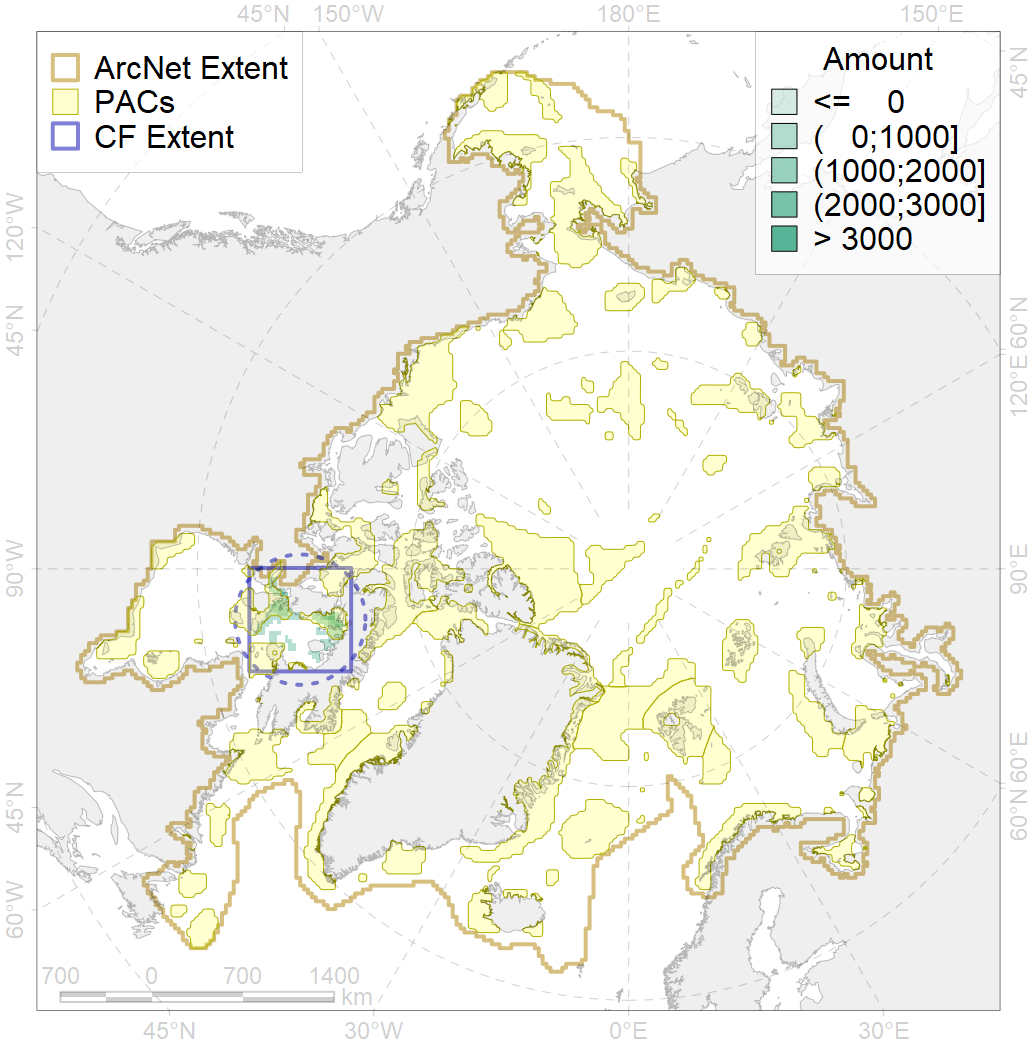 45°N 150°W 180°E 150°E
ArcNet Extent
PACs
CF Extent
Amount
<= 0
( 0;1000]
(1000;2000]
(2000;3000]
> 3000
45°N
120°W
45°N
60°N
120°E
90°W
90°E
60°E
45°N
60°N
60°W
700 0 700 1400
km
45°N 30°W 0°E 30°E